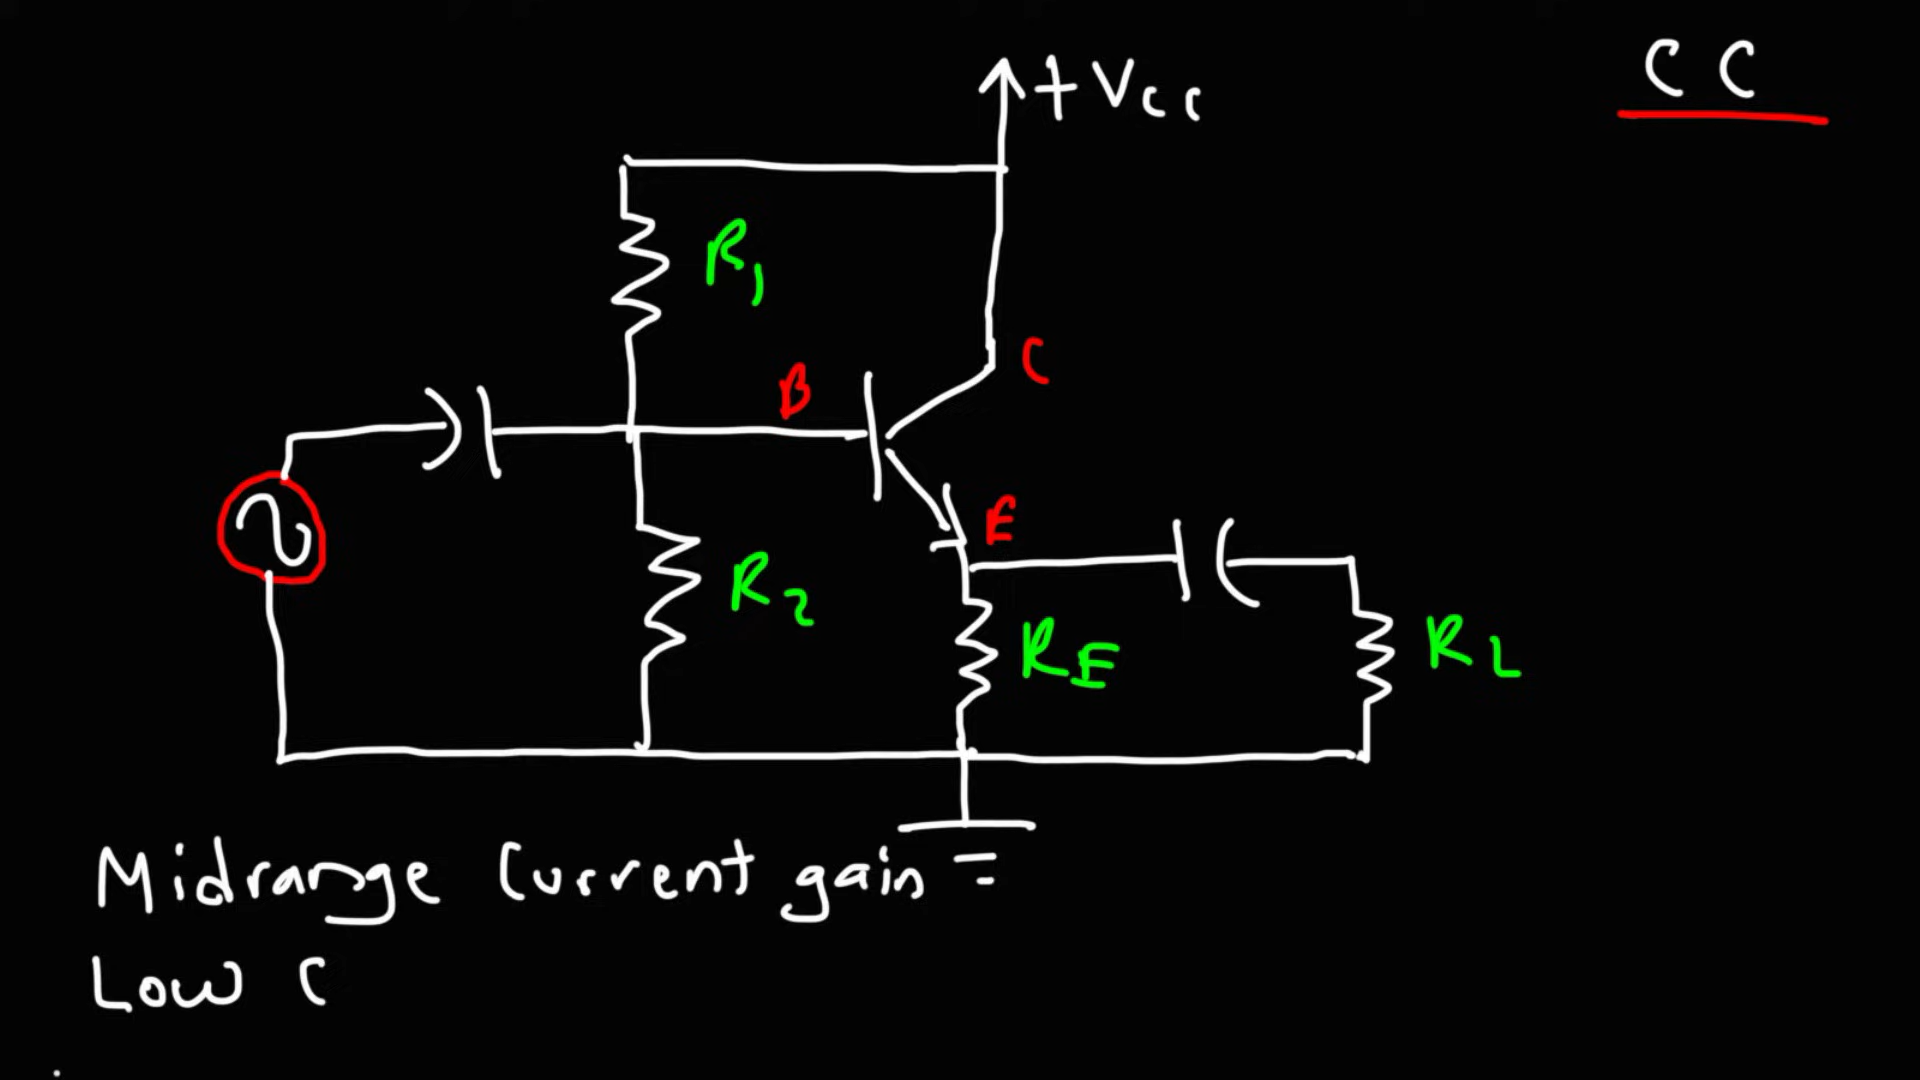 CC
+Vcc
R1
B
C
E
R2
RE
RL
Midrange Current gain =
Low C